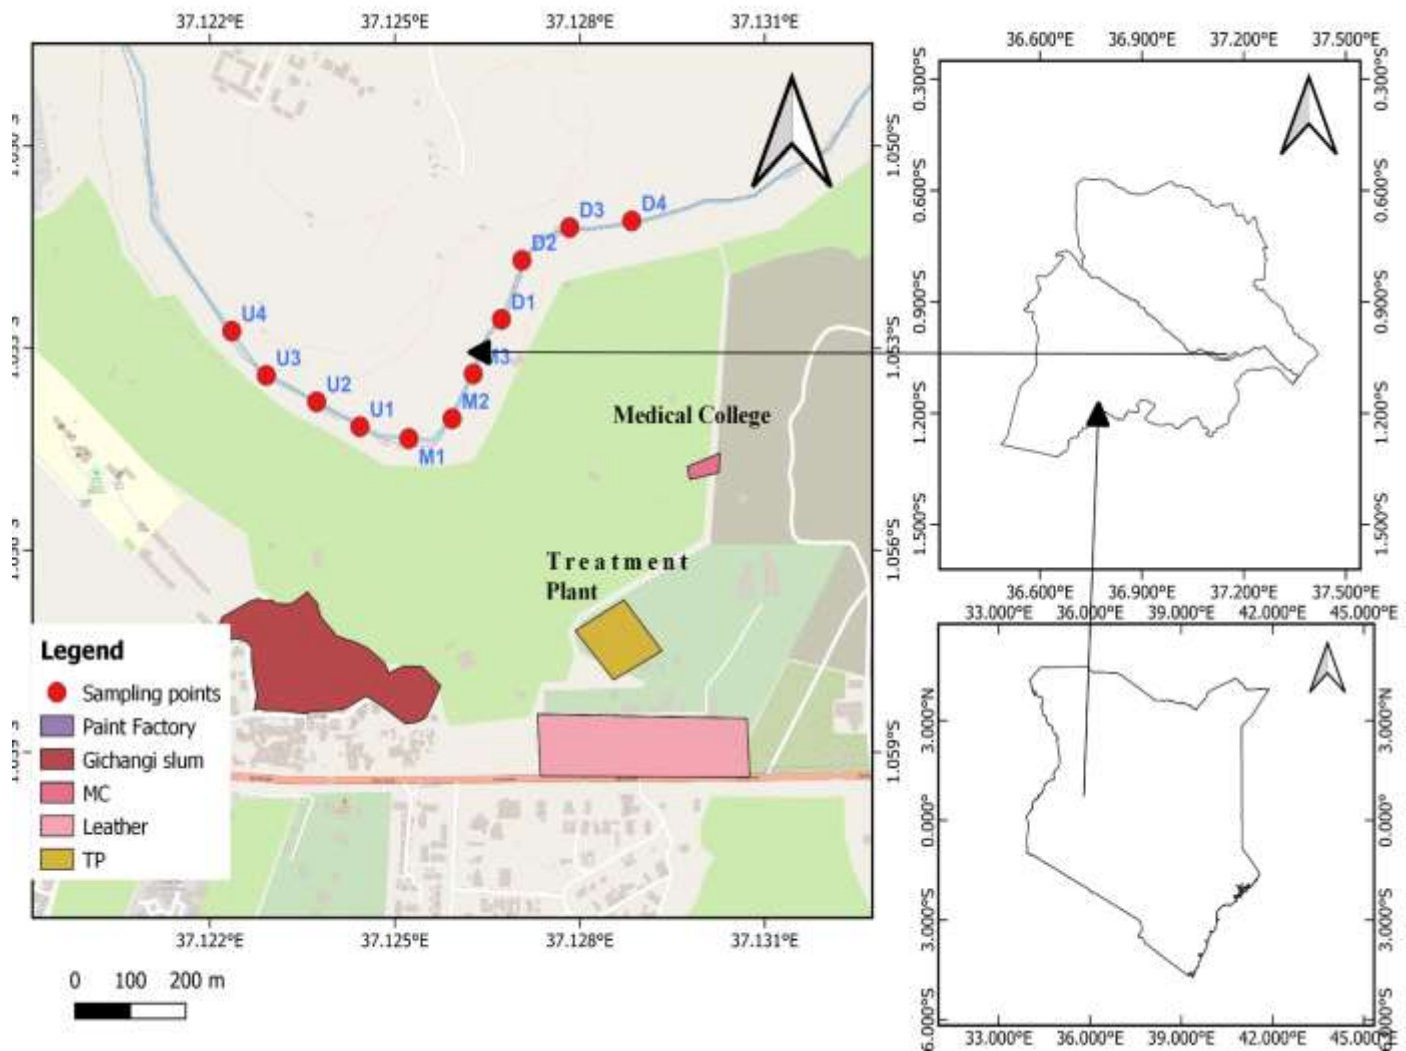 37.122°E 37.125°E 37.128°E 37.131°E
1.050°S
1.053°S
1.056°S
1.059°S
U4
U3
U2
U1
M1
M2
D1
D2
D3
D4
Medical College
Treatment
Plant
Legend
Sampling points
Paint Factory
Gichangi slum
MC
Leather
TP
37.122°E 37.125°E 37.128°E 37.131°E
0 100 200 m
36.600°E 36.900°E 37.200°E 37.500°E
0.300°S 0.300°S
0.600°S 0.600°S
0.900°S 0.900°S
1.200°S 1.200°S
1.500°S 1.500°S
36.600°E 36.900°E 37.200°E 37.500°E
33.000°E 36.000°E 39.000°E 42.000°E 45.000°E
3.000°N 3.000°N
0.000° 0.000°
3.000°S 3.000°S
6.000°S 6.000°S
33.000°E 36.000°E 39.000°E 42.000°E 45.000°E